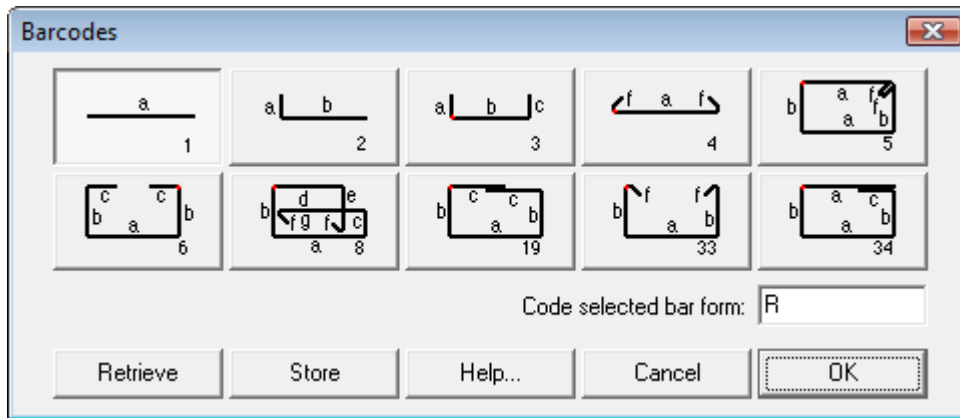 Barcodes
a
1
a b
2
a b c
3
f a f
4
b a f
f
a b
5
c c
b a b
6
d e
b
f g f c
a 8
c c
b b
a
19
f f
b a b
33
a c
b b
a
34
Code selected bar form: R
Retrieve Store Help... Cancel OK